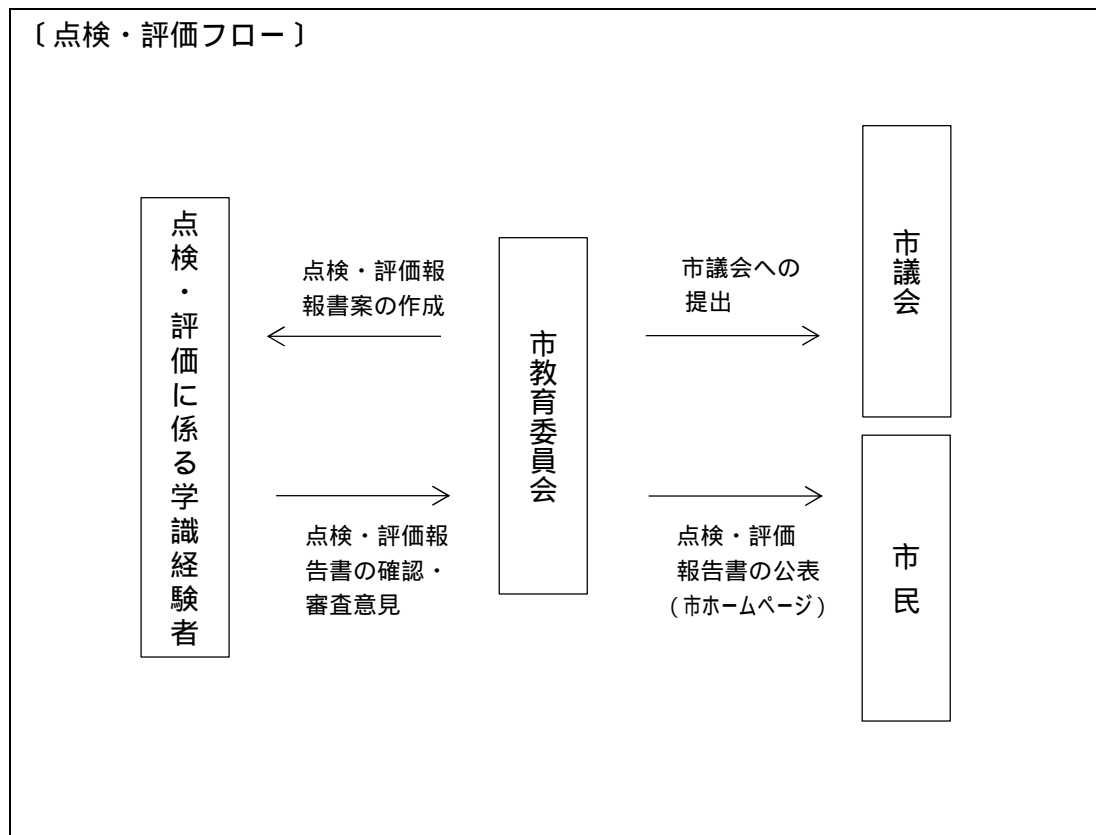 〔点検・評価フロー〕
点検・評価に係る学識経験者
点検・評価報
報書案の作成
点検・評価報
告書の確認・
審査意見
市教育委員会
市議会への
提出
点検・評価
報告書の公表
（市ホームページ）
市議会
市民